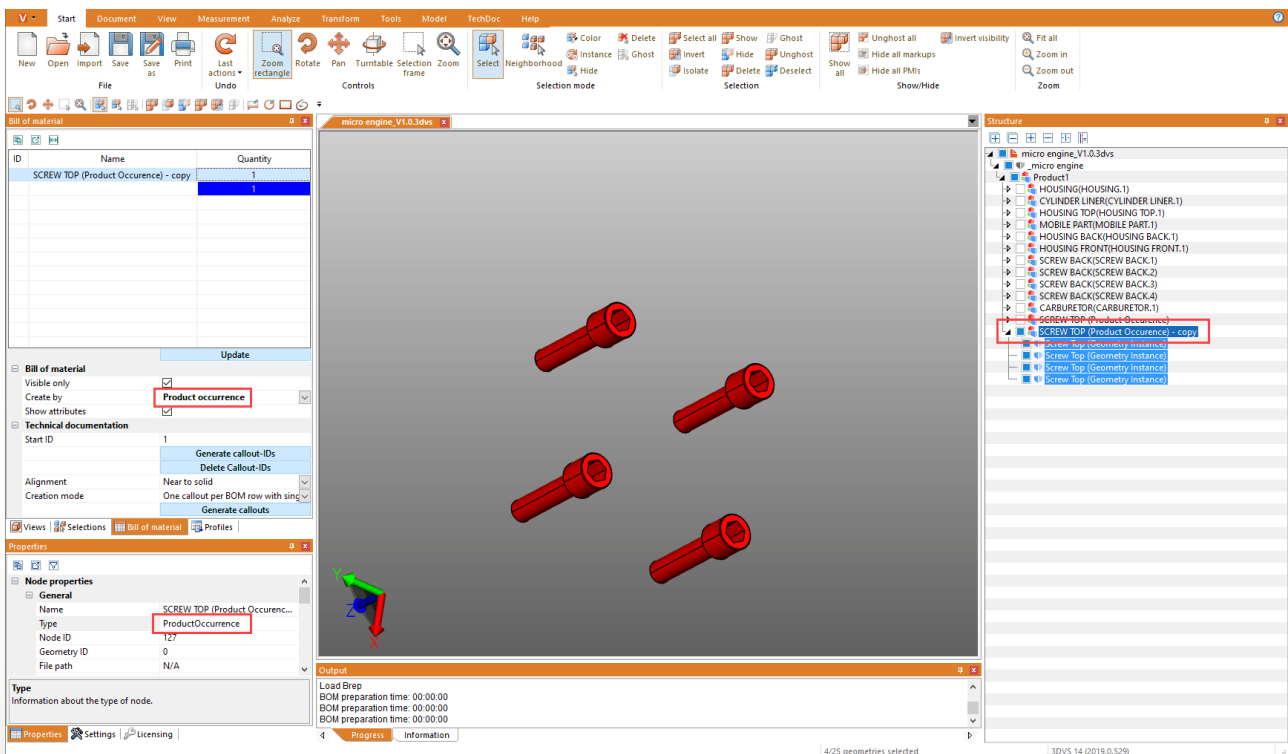 V Start Document View Measurement Analyze Transform Tools Model TechDoc Help ?
New Open Import Save Save as Print
File
Last actions
Undo
Zoom rectangle Rotate Pan Turntable Selection frame Zoom
Controls
Select Neighborhood Color Delete
Instance Ghost
Hide
Selection mode
Select all Show Ghost
Invert Hide Unghost
Isolate Delete Deselect
Selection
Show all Unghost all Invert visibility
Hide all markups
Hide all PMIs
Show/Hide
Fit all
Zoom in
Zoom out
Zoom
Bill of material
ID Name Quantity
SCREW TOP (Product Occurence) - copy 1
1
Update
Bill of material
Visible only
Create by Product occurrence
Show attributes
Technical documentation
Start ID 1
Generate callout-IDs
Delete Callout-IDs
Alignment Near to solid
Creation mode One callout per BOM row with sing
Generate callouts
Views Selections Bill of material Profiles
Properties
Node properties
General
Name SCREW TOP (Product Occurenc...
Type ProductOccurrence
Node ID 127
Geometry ID 0
File path N/A
Type
Information about the type of node.
Properties Settings Licensing
micro engine_V1.0.3dvs
Y
Z
X
Output
Load Brep
BOM preparation time: 00:00:00
BOM preparation time: 00:00:00
BOM preparation time: 00:00:00
Progress Information
Structure
micro engine_V1.0.3dvs
_micro engine
Product1
HOUSING(HOUSING.1)
CYLINDER LINER(CYLINDER LINER.1)
HOUSING TOP(HOUSING TOP.1)
MOBILE PART(MOBILE PART.1)
HOUSING BACK(HOUSING BACK.1)
HOUSING FRONT(HOUSING FRONT.1)
SCREW BACK(SCREW BACK.1)
SCREW BACK(SCREW BACK.2)
SCREW BACK(SCREW BACK.3)
SCREW BACK(SCREW BACK.4)
CARBURETOR(CARBURETOR.1)
SCREW TOP (Product Occurence)
SCREW TOP (Product Occurence) - copy
Screw Top (Geometry Instance)
Screw Top (Geometry Instance)
Screw Top (Geometry Instance)
Screw Top (Geometry Instance)
4/25 geometries selected
3DVS 14 (2019.0.529)